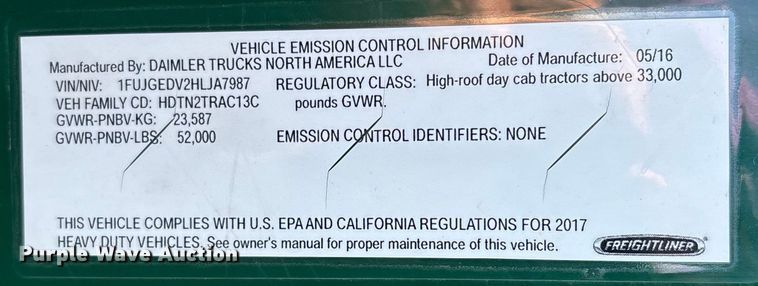 VEHICLE EMISSION CONTROL INFORMATION
Manufactured By: DAIMLER TRUCKS NORTH AMERICA LLC Date of Manufacture: 05/16
VIN/NIV: 1FUJGEDV2HLJA7987 REGULATORY CLASS: High-roof day cab tractors above 33,000
VEH FAMILY CD: HDTN2TRAC13C pounds GVWR.
GVWR-PNBV-KG: 23,587
GVWR-PNBV-LBS: 52,000 EMISSION CONTROL IDENTIFIERS: NONE
THIS VEHICLE COMPLIES WITH U.S. EPA AND CALIFORNIA REGULATIONS FOR 2017
HEAVY DUTY VEHICLES. See owner's manual for proper maintenance of this vehicle.
FREIGHTLINER
Purple Wave Auction